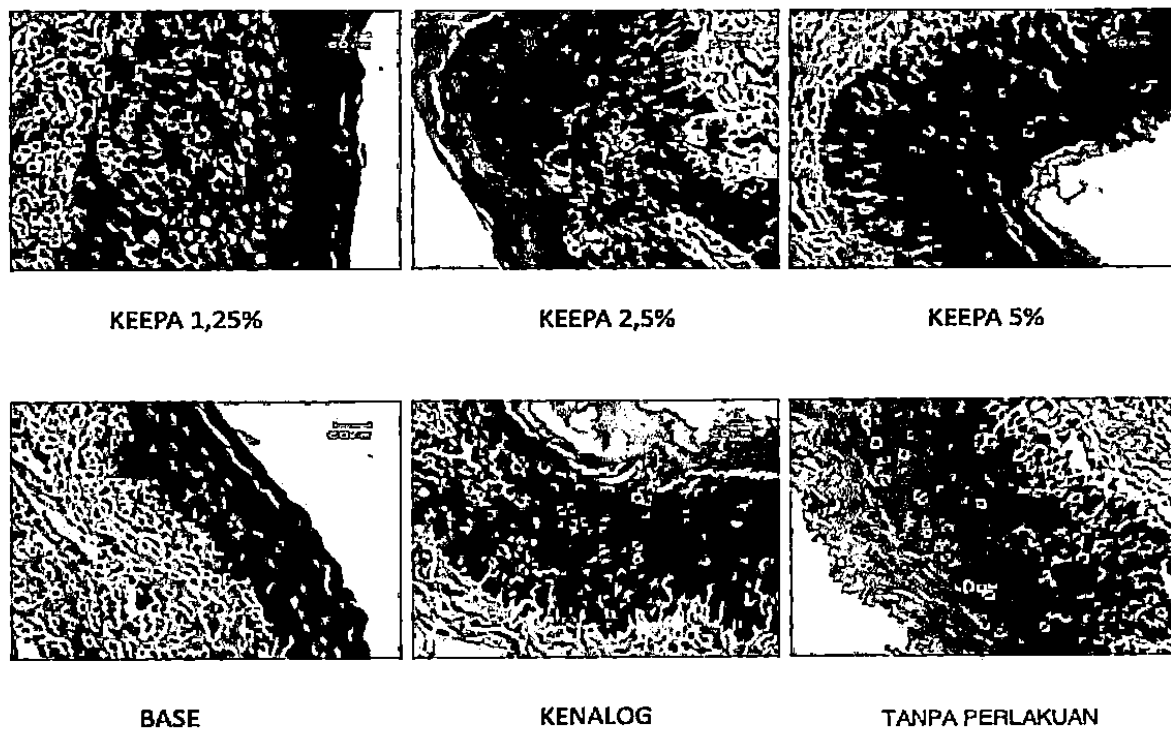 KEEPA 1,25%
KEEPA 2,5%
KEEPA 5%
BASE
KENALOG
TANPA PERLAKUAN